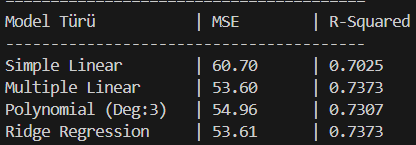 ========================================
Model Türü           | MSE        | R-Squared
----------------------------------------
Simple Linear        | 60.70      | 0.7025
Multiple Linear      | 53.60      | 0.7373
Polynomial (Deg:3)   | 54.96      | 0.7307
Ridge Regression     | 53.61      | 0.7373